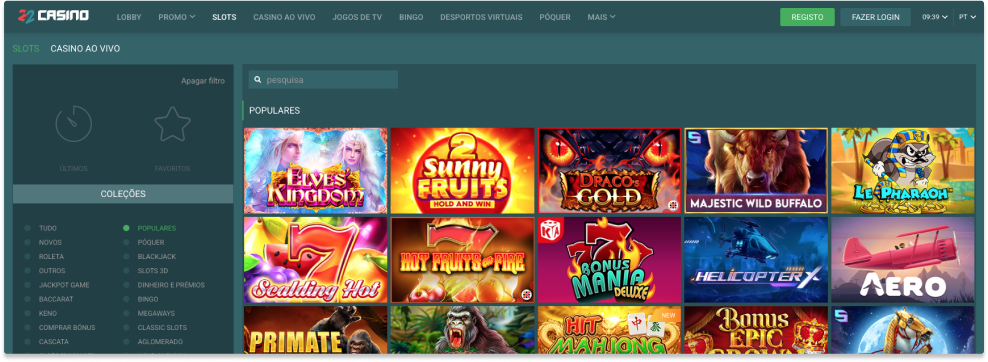 22 CASINO
LOBBY PROMO SLOTS CASINO AO VIVO JOGOS DE TV BINGO DESPORTOS VIRTUAIS PÓQUER MAIS REGISTO FAZER LOGIN 09:39 PT
SLOTS CASINO AO VIVO
Apagar filtro
pesquisa
ÚLTIMOS FAVORITOS
COLEÇÕES
TUDO POPULARES
NOVOS PÓQUER
ROLETA BLACKJACK
OUTROS SLOTS 3D
JACKPOT GAME DINHEIRO E PRÉMIOS
BACCARAT BINGO
KENO MEGAWAYS
COMPRAR BÓNUS CLASSIC SLOTS
CASCATA AGLOMERADO
POPULARES
ELVES' KINGDOM
2 Sunny FRUITS HOLD AND WIN
DRACO'S GOLD
MAJESTIC WILD BUFFALO
LE PHARAOH
Scalding Hot
HOT FRUITS ON FIRE
777 BONUS MANIA DELUXE
HELICOPTER X
AERO
PRIMATE
HIT MAHJONG NEW
中 發
Bonus EPIC